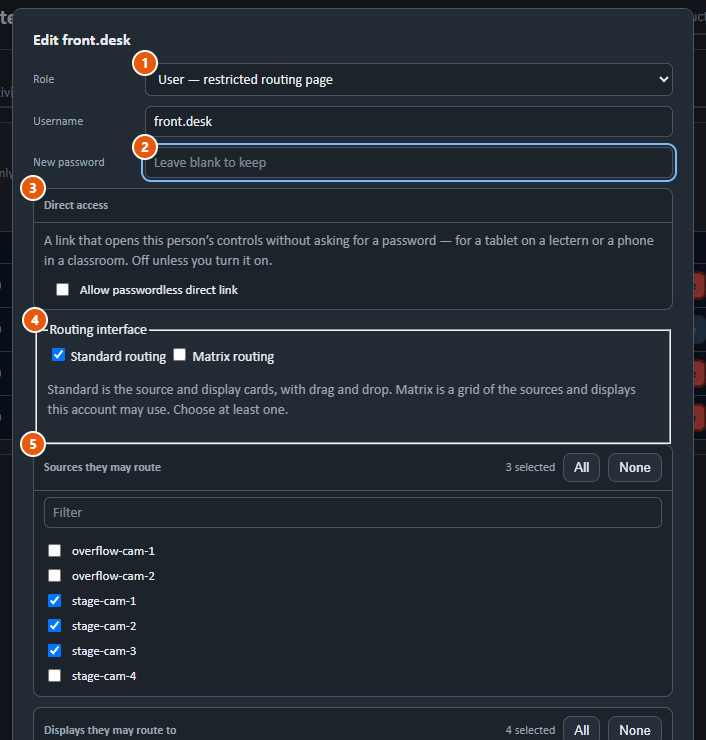 Edit front.desk
1
Role
User — restricted routing page
Username
front.desk
2
New password
Leave blank to keep
3
Direct access
A link that opens this person's controls without asking for a password — for a tablet on a lectern or a phone
in a classroom. Off unless you turn it on.
Allow passwordless direct link
4
Routing interface
Standard routing
Matrix routing
Standard is the source and display cards, with drag and drop. Matrix is a grid of the sources and displays
this account may use. Choose at least one.
5
Sources they may route
3 selected
All
None
Filter
overflow-cam-1
overflow-cam-2
stage-cam-1
stage-cam-2
stage-cam-3
stage-cam-4
Displays they may route to
4 selected
All
None